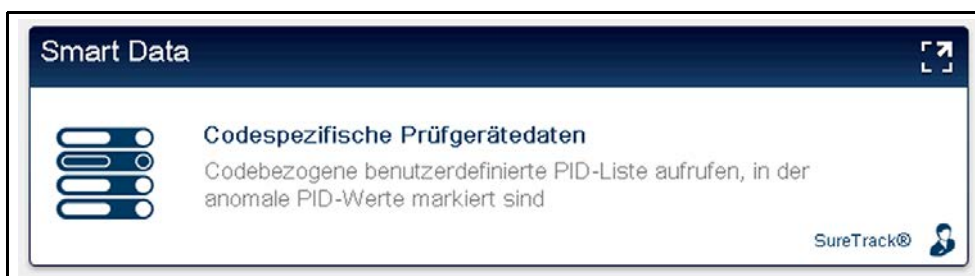 Smart Data
Codespezifische Prüfgerätedaten
Codebezogene benutzerdefinierte PID-Liste aufrufen, in der
anomale PID-Werte markiert sind
SureTrack®